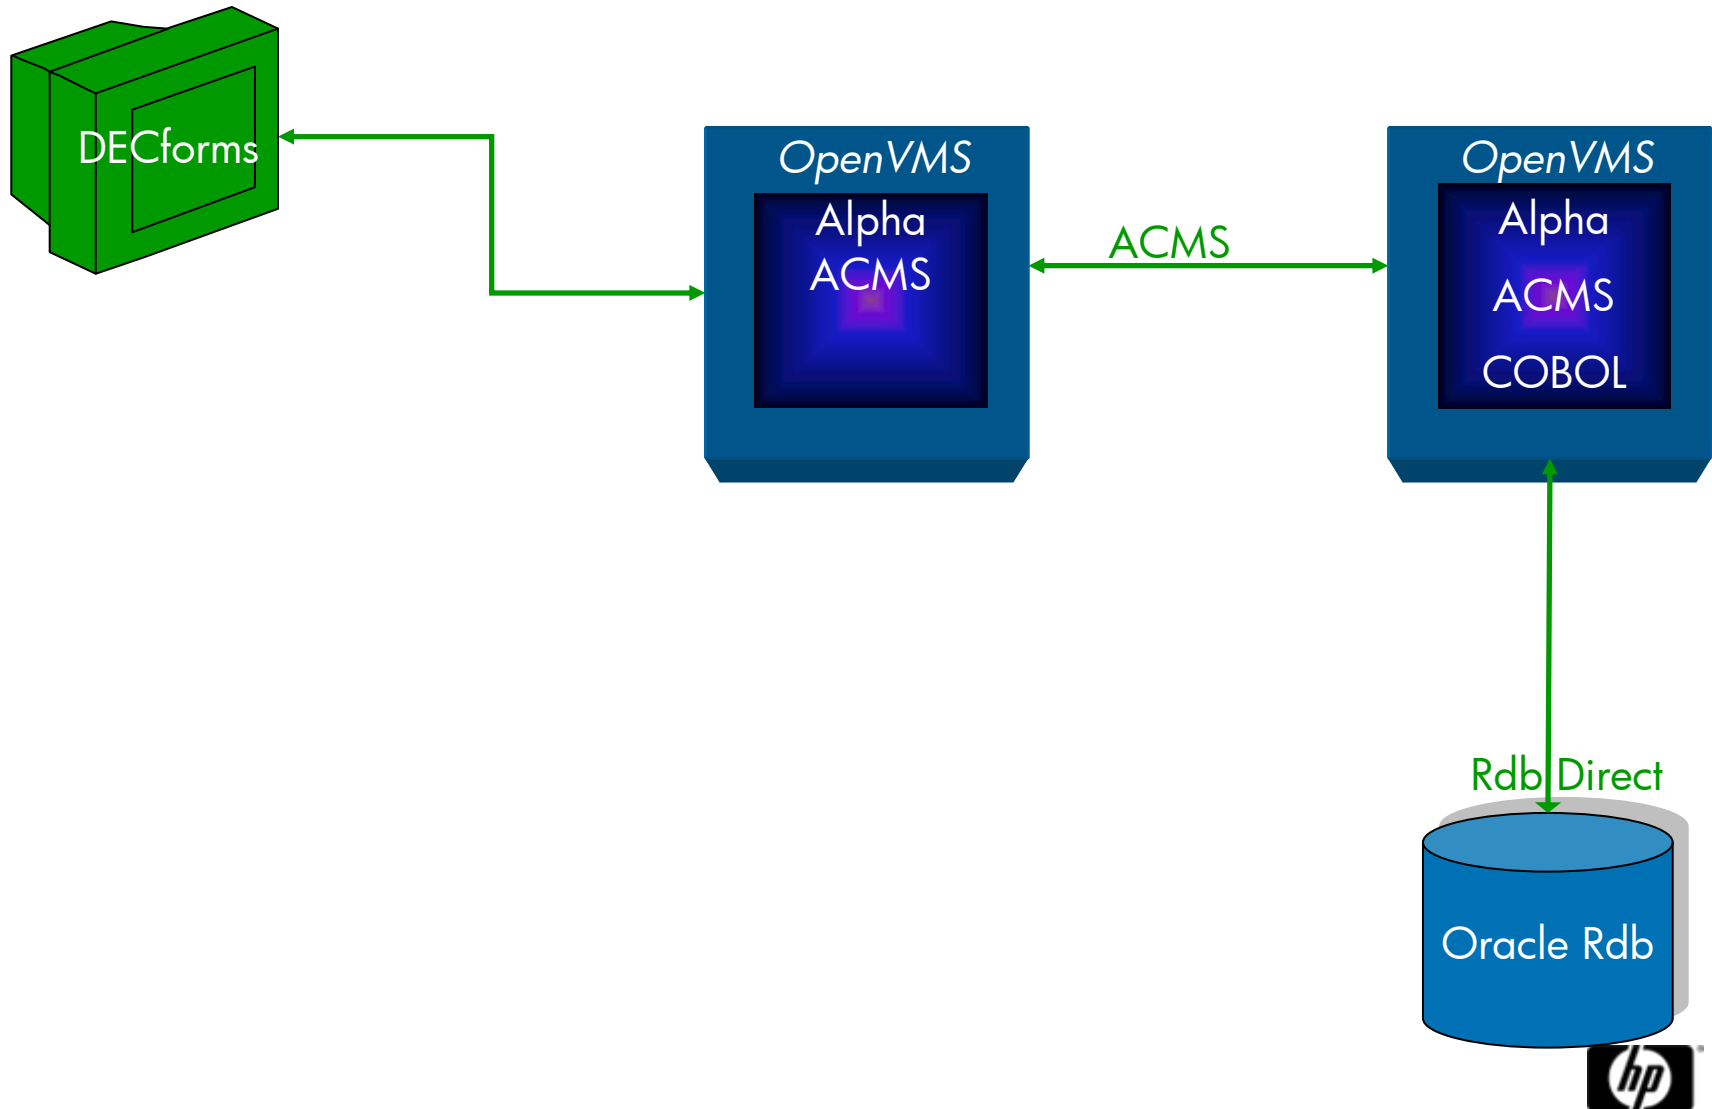 DECforms
OpenVMS
Alpha
ACMS
ACMS
OpenVMS
Alpha
ACMS
COBOL
Rdb Direct
Oracle Rdb
hp